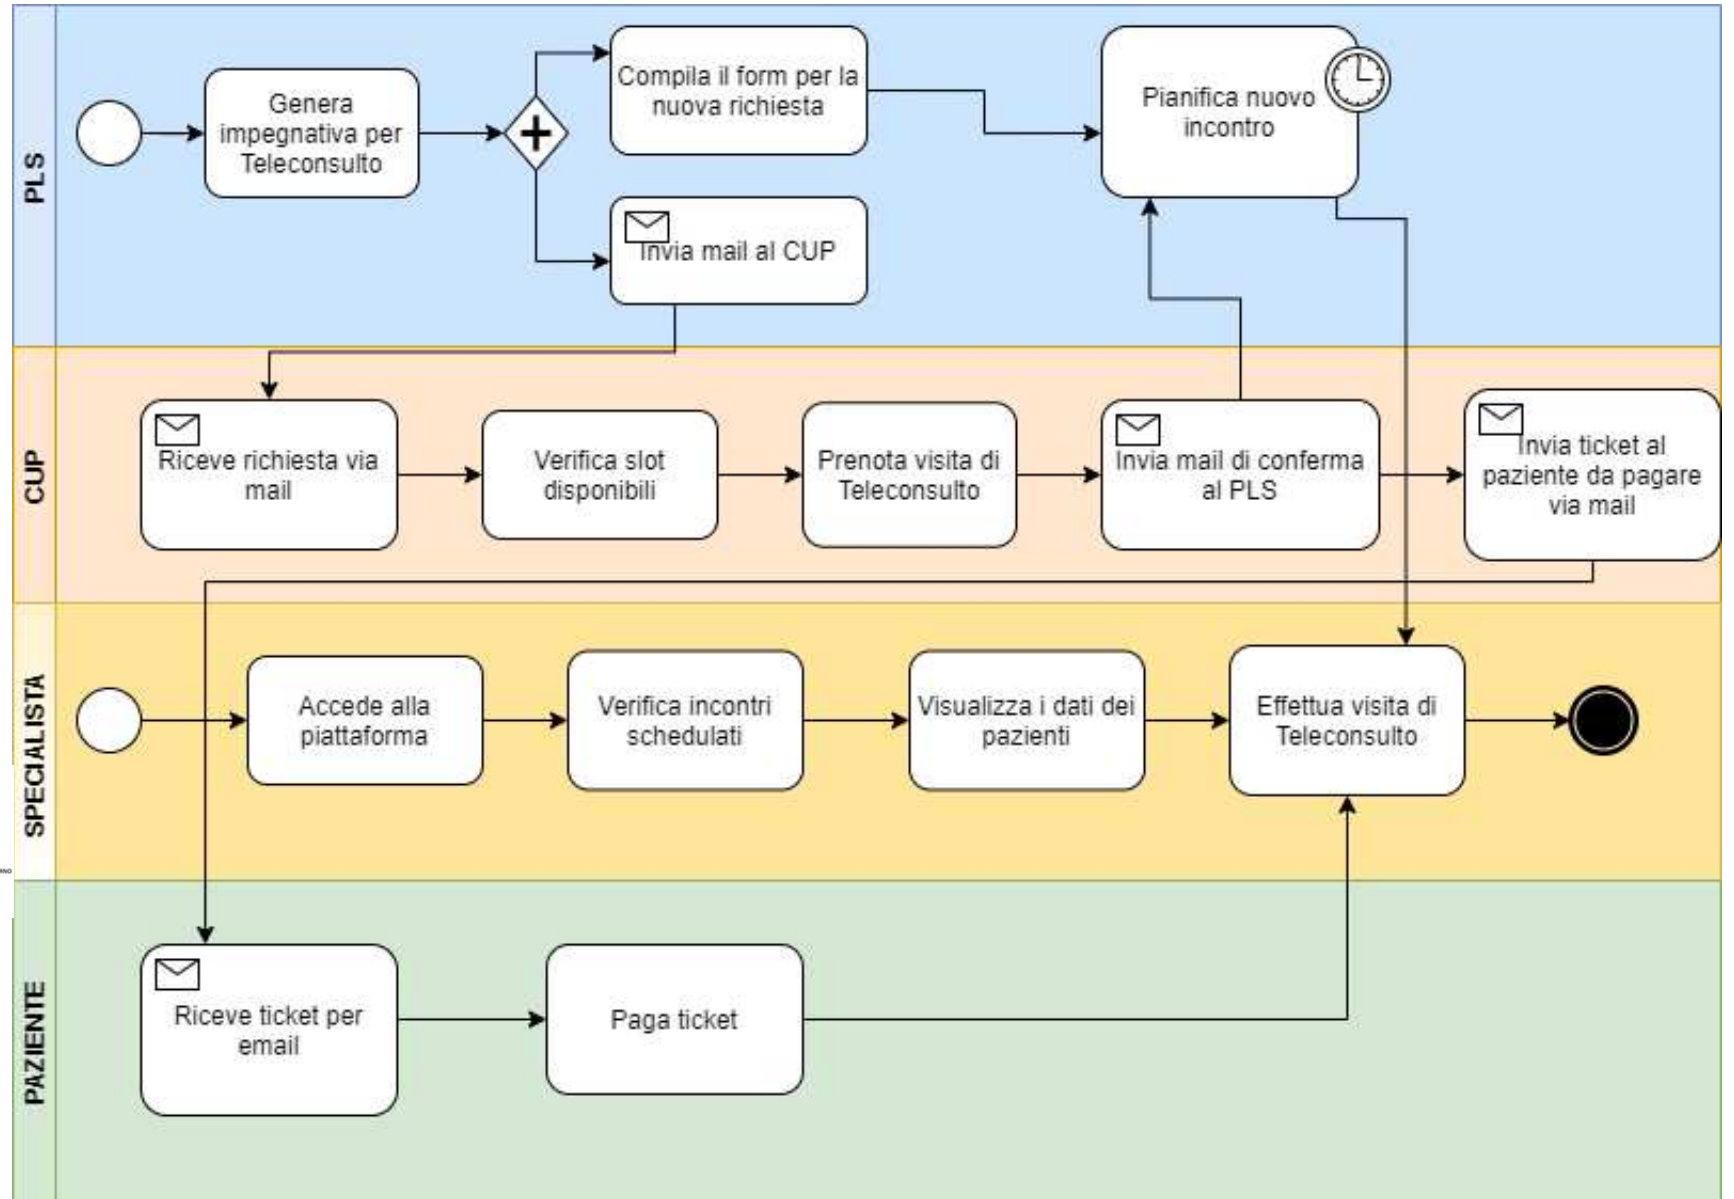 PLS
Genera
impegnativa per
Teleconsulto
Compila il form per la
nuova richiesta
Invia mail al CUP
Pianifica nuovo
incontro
CUP
Riceve richiesta via
mail
Verifica slot
disponibili
Prenota visita di
Teleconsulto
Invia mail di conferma
al PLS
Invia ticket al
paziente da pagare
via mail
SPECIALISTA
Accede alla
piattaforma
Verifica incontri
schedulati
Visualizza i dati dei
pazienti
Effettua visita di
Teleconsulto
PAZIENTE
Riceve ticket per
email
Paga ticket